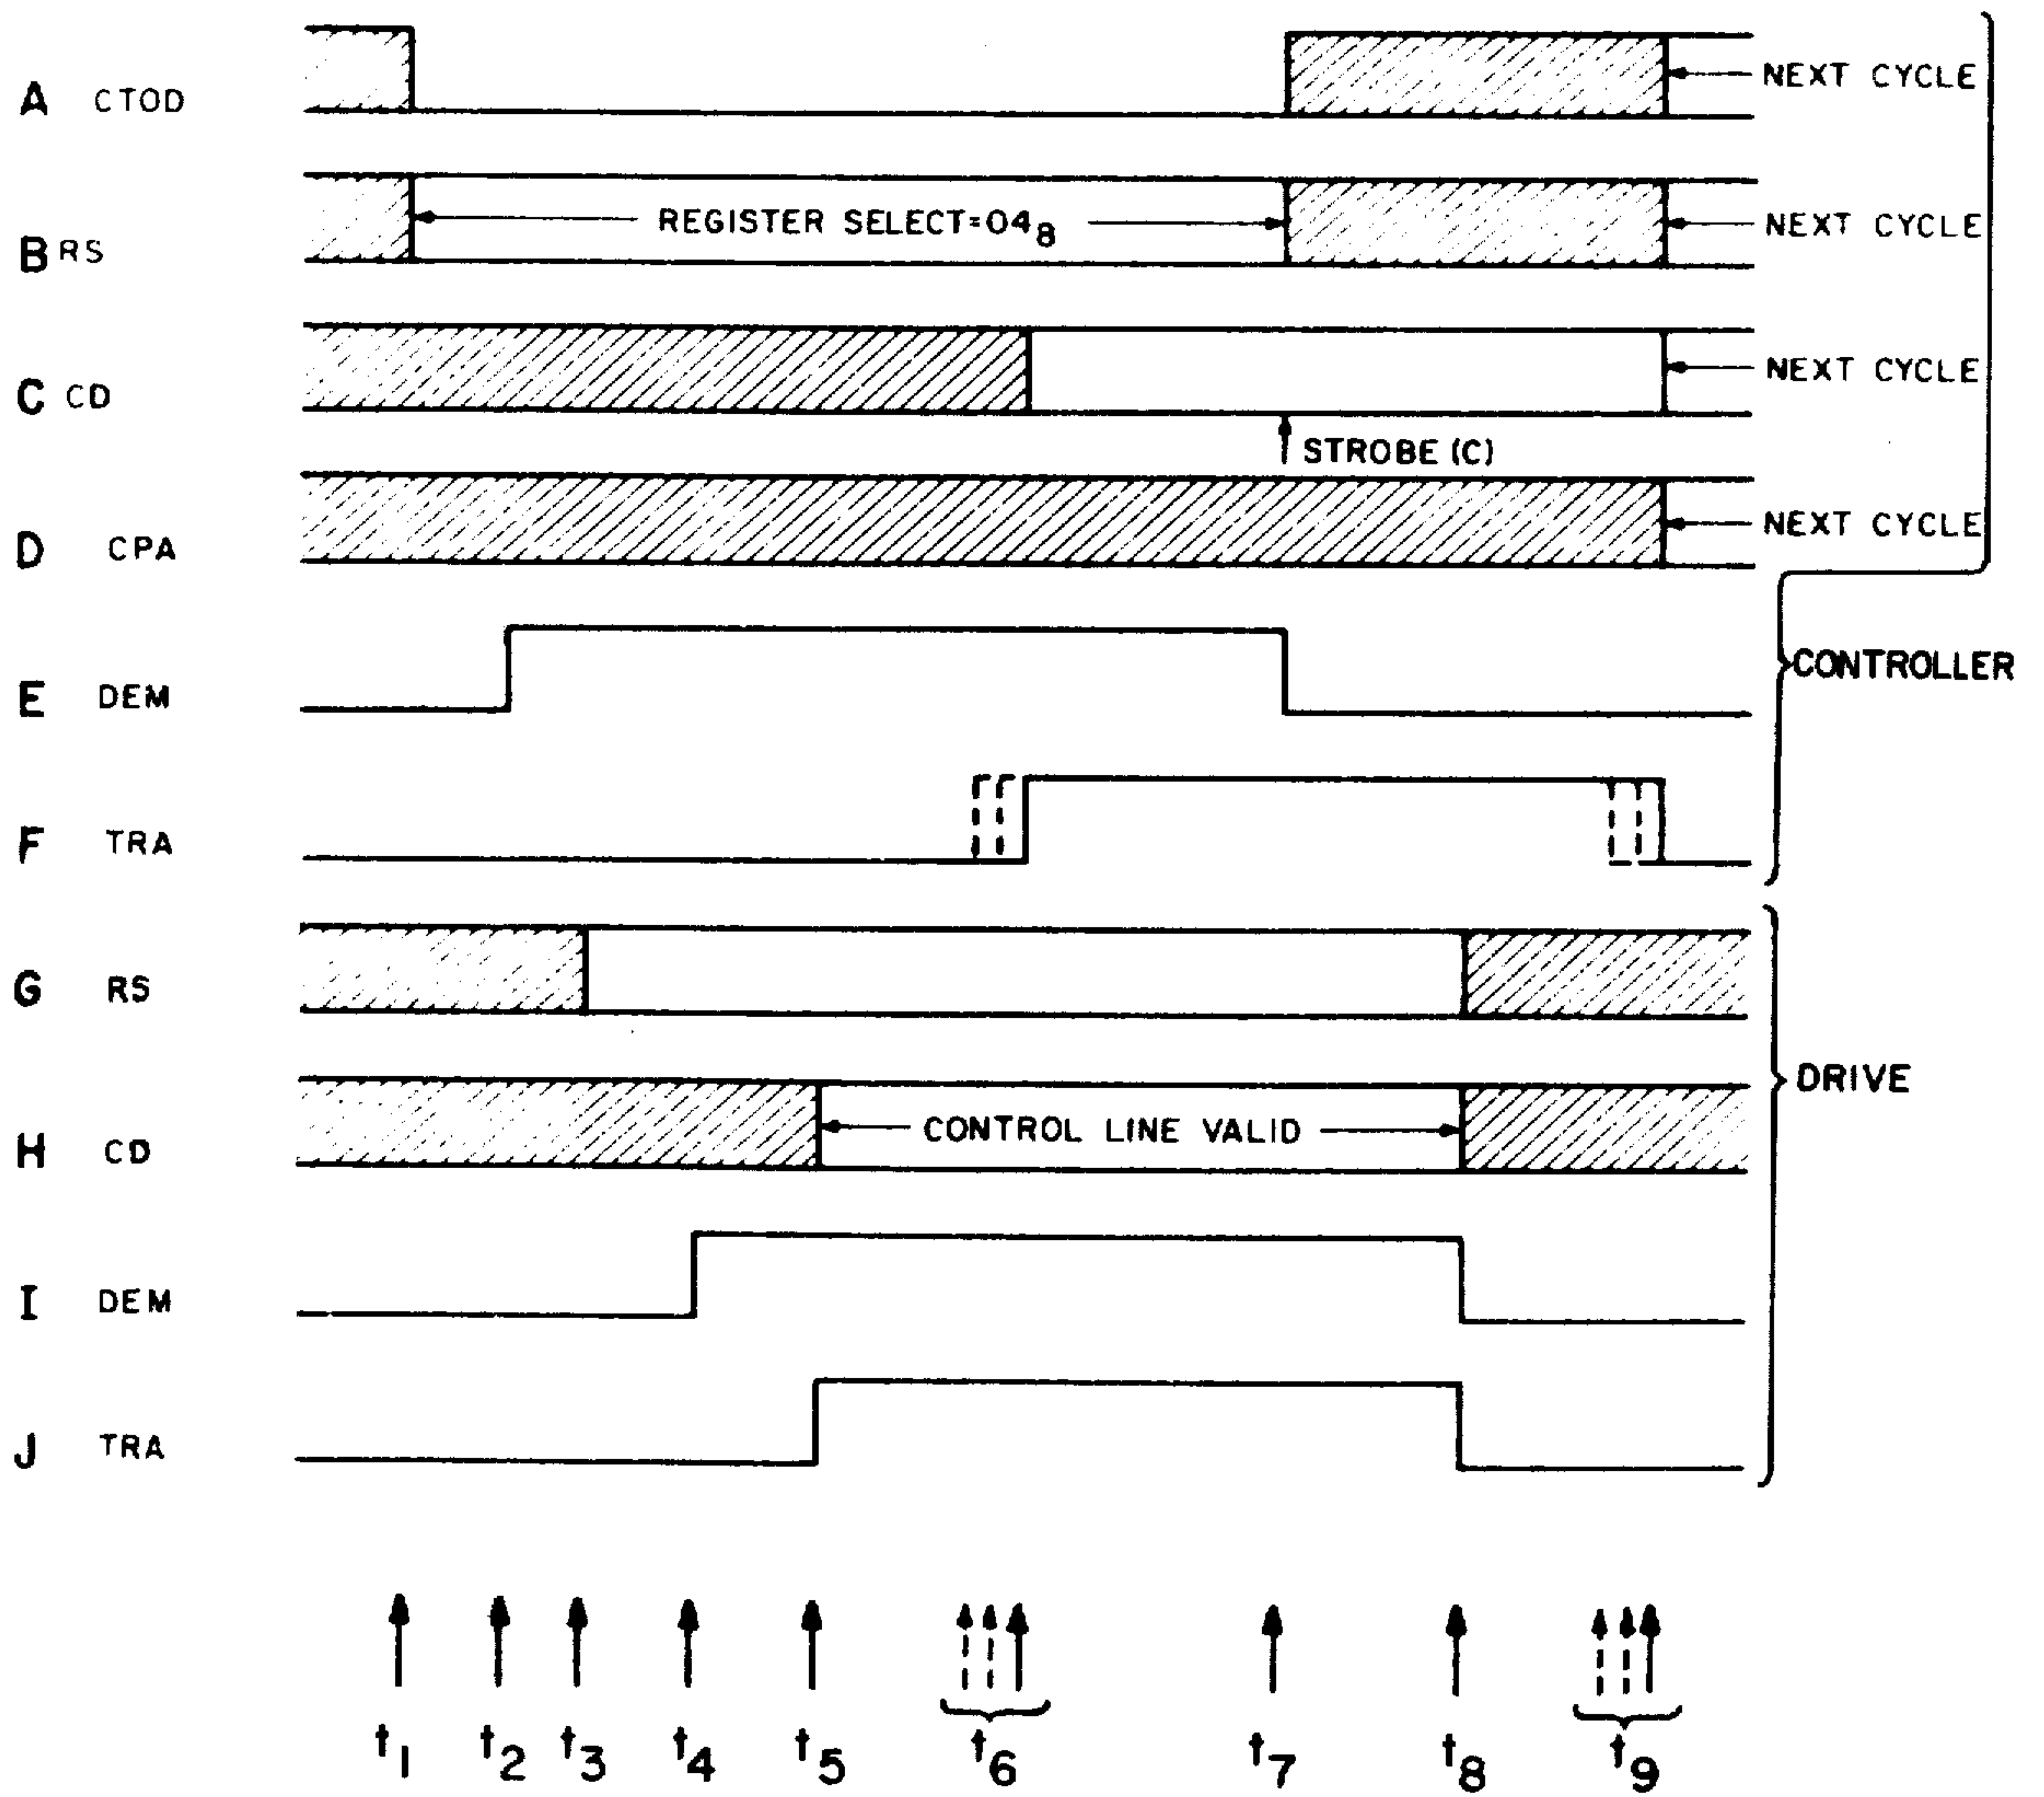 A CTOD
NEXT CYCLE
B RS
REGISTER SELECT=04₈
NEXT CYCLE
C CD
NEXT CYCLE
STROBE (C)
D CPA
NEXT CYCLE
E DEM
CONTROLLER
F TRA
G RS
H CD
CONTROL LINE VALID
DRIVE
I DEM
J TRA
t₁ t₂ t₃ t₄ t₅ t₆ t₇ t₈ t₉